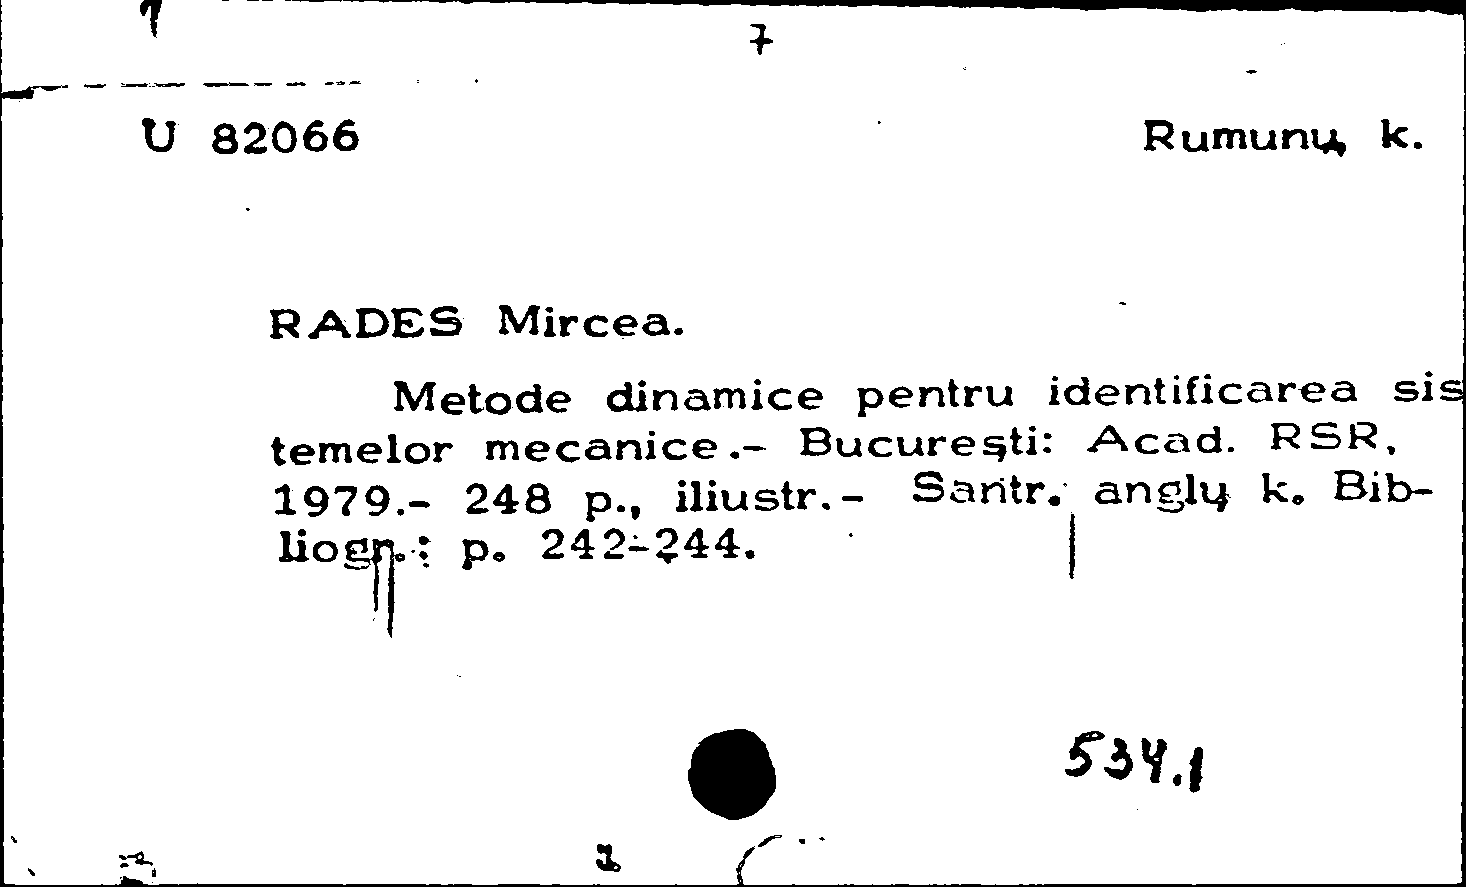 7
U 82066 Rumunų k.
RADES Mircea.
Metode dinamice pentru identificarea sis
temelor mecanice.- Bucureşti: Acad. RSR,
1979.- 248 p., iliustr.- Santr. anglų k. Bib-
liogr.: p. 242-244.
534.1